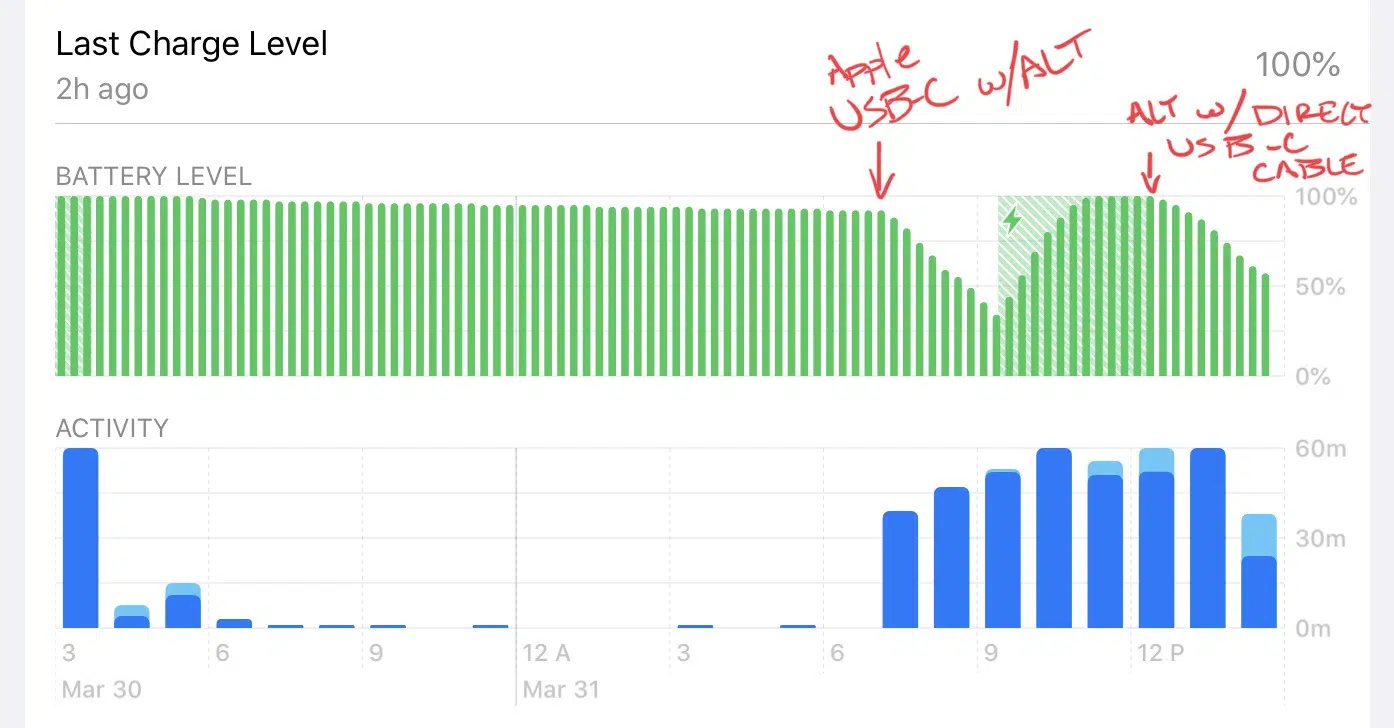 Last Charge Level
2h ago
100%
Apple
USB-C w/ALT
ALT w/DIRECT
USB-C
CABLE
BATTERY LEVEL
100%
50%
0%
ACTIVITY
60m
30m
0m
3 6 9 12 A 3 6 9 12 P
Mar 30 Mar 31